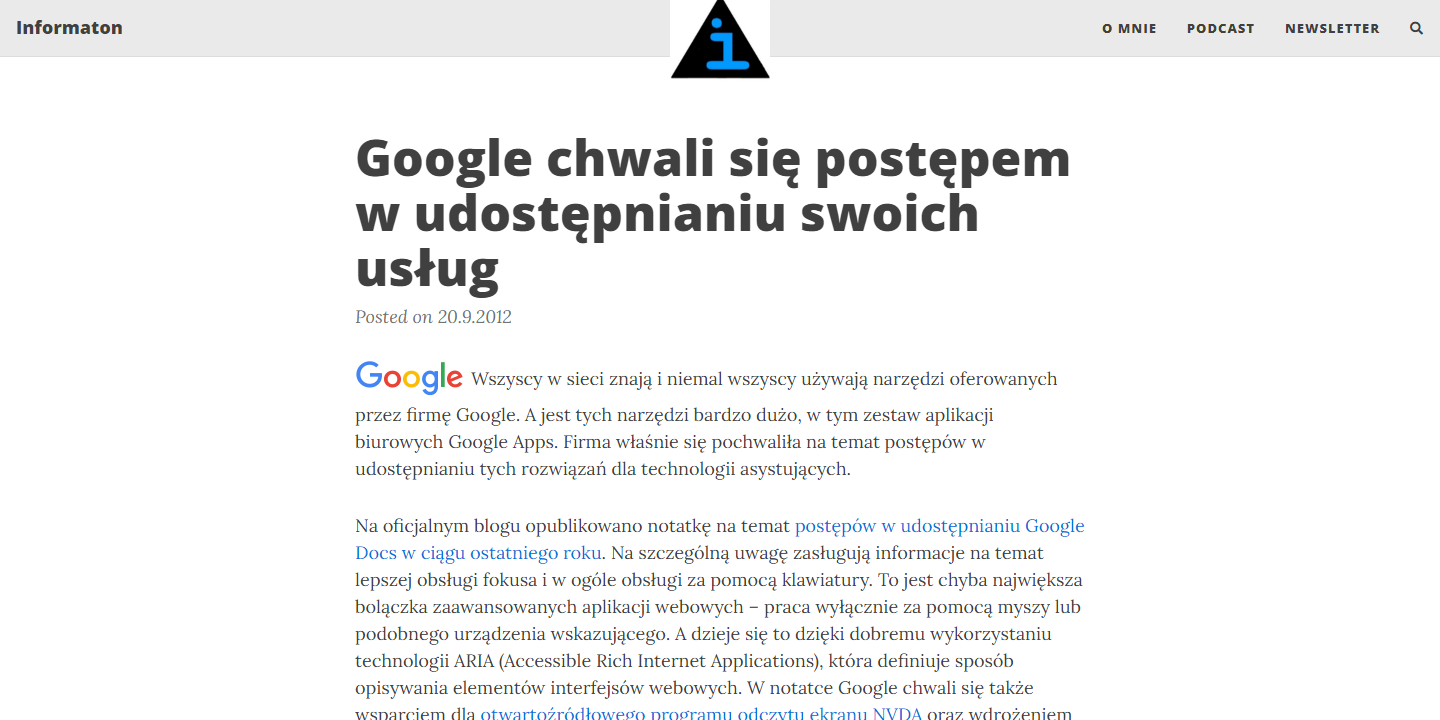 Informaton
i
O MNIE
PODCAST
NEWSLETTER
Google chwali się postępem
w udostępnianiu swoich
usług
Posted on 20.9.2012
Google Wszyscy w sieci znają i niemal wszyscy używają narzędzi oferowanych
przez firmę Google. A jest tych narzędzi bardzo dużo, w tym zestaw aplikacji
biurowych Google Apps. Firma właśnie się pochwaliła na temat postępów w
udostępnianiu tych rozwiązań dla technologii asystujących.
Na oficjalnym blogu opublikowano notatkę na temat postępów w udostępnianiu Google
Docs w ciągu ostatniego roku. Na szczególną uwagę zasługują informacje na temat
lepszej obsługi fokusa i w ogóle obsługi za pomocą klawiatury. To jest chyba największa
bolączka zaawansowanych aplikacji webowych – praca wyłącznie za pomocą myszy lub
podobnego urządzenia wskazującego. A dzieje się to dzięki dobremu wykorzystaniu
technologii ARIA (Accessible Rich Internet Applications), która definiuje sposób
opisywania elementów interfejsów webowych. W notatce Google chwali się także
wsparciem dla otwartoźródłowego programu odczytu ekranu NVDA oraz wdrożeniem